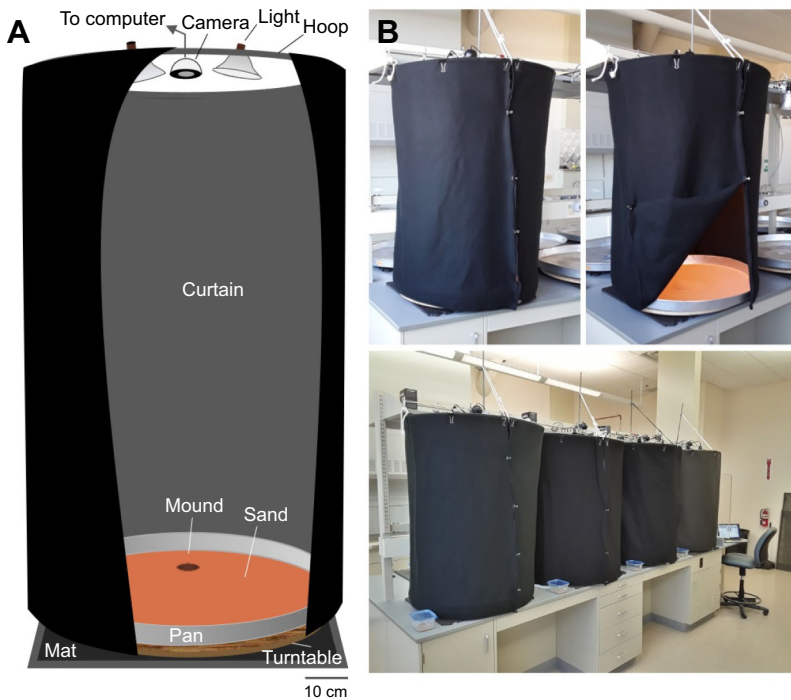 A
To computer
Camera
Light
Hoop
Curtain
Mound
Sand
Pan
Mat
Turntable
10 cm
B